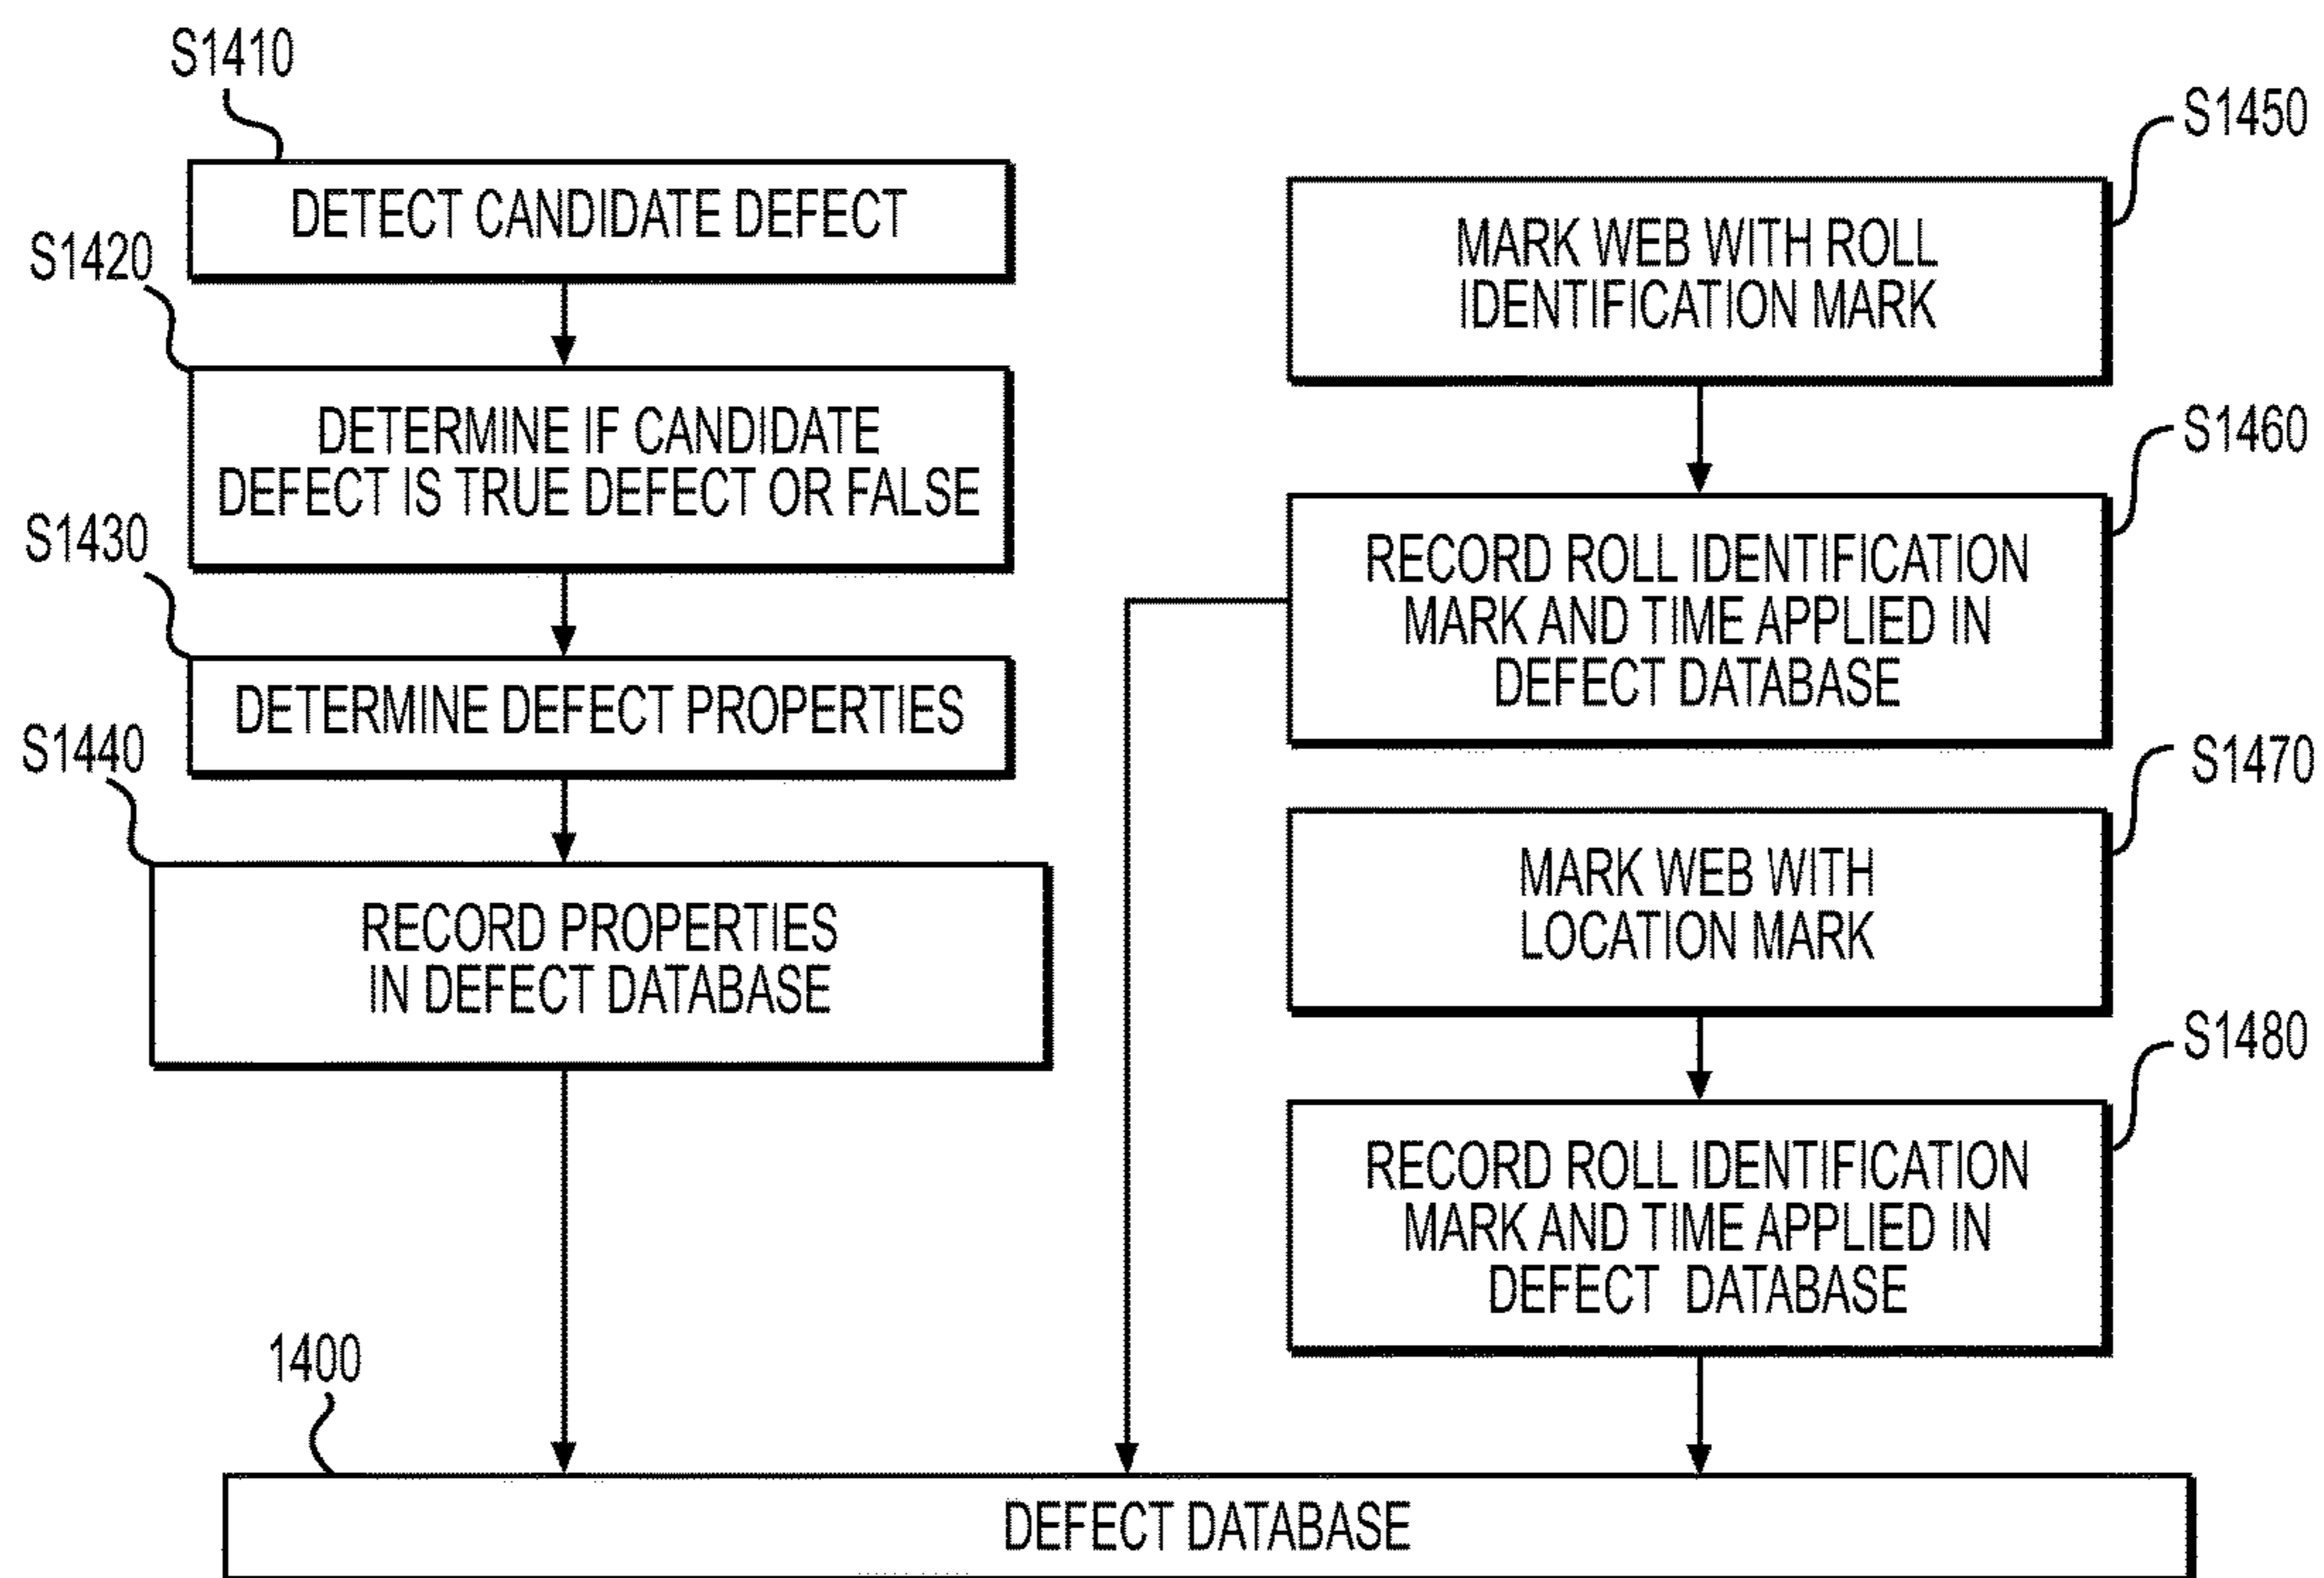 S1410
DETECT CANDIDATE DEFECT
S1420
DETERMINE IF CANDIDATE
DEFECT IS TRUE DEFECT OR FALSE
S1430
DETERMINE DEFECT PROPERTIES
S1440
RECORD PROPERTIES
IN DEFECT DATABASE
S1450
MARK WEB WITH ROLL
IDENTIFICATION MARK
S1460
RECORD ROLL IDENTIFICATION
MARK AND TIME APPLIED IN
DEFECT DATABASE
S1470
MARK WEB WITH
LOCATION MARK
S1480
RECORD ROLL IDENTIFICATION
MARK AND TIME APPLIED IN
DEFECT DATABASE
1400
DEFECT DATABASE